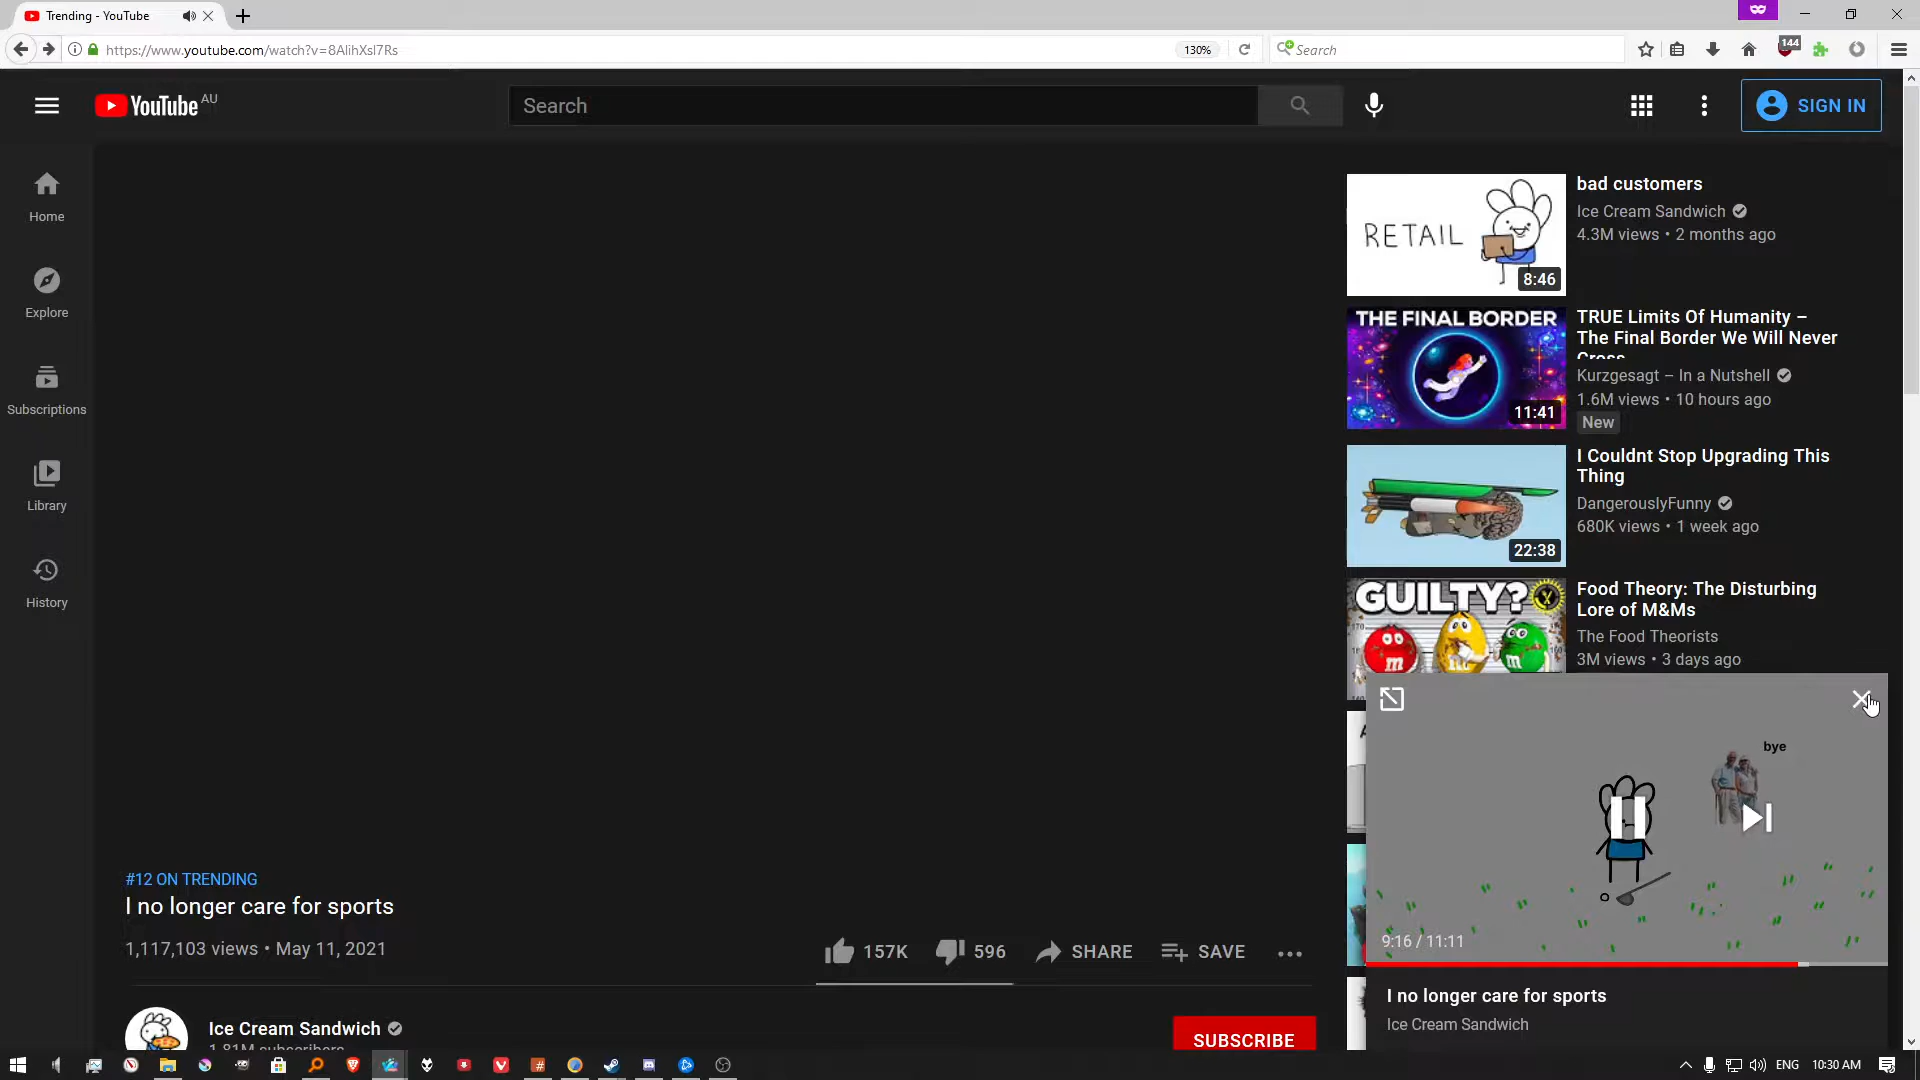 Trending - YouTube
https://www.youtube.com/watch?v=8AlihXsl7Rs
130%
Search
144
YouTube AU
Search
SIGN IN
Home
Explore
Subscriptions
Library
History
RETAIL
8:46
bad customers
Ice Cream Sandwich
4.3M views • 2 months ago
THE FINAL BORDER
11:41
TRUE Limits Of Humanity –
The Final Border We Will Never
Cross
Kurzgesagt – In a Nutshell
1.6M views • 10 hours ago
New
22:38
I Couldnt Stop Upgrading This
Thing
DangerouslyFunny
680K views • 1 week ago
GUILTY?
Food Theory: The Disturbing
Lore of M&Ms
The Food Theorists
3M views • 3 days ago
bye
9:16 / 11:11
I no longer care for sports
Ice Cream Sandwich
#12 ON TRENDING
I no longer care for sports
1,117,103 views • May 11, 2021
157K
596
SHARE
SAVE
Ice Cream Sandwich
1.81M subscribers
SUBSCRIBE
ENG
10:30 AM